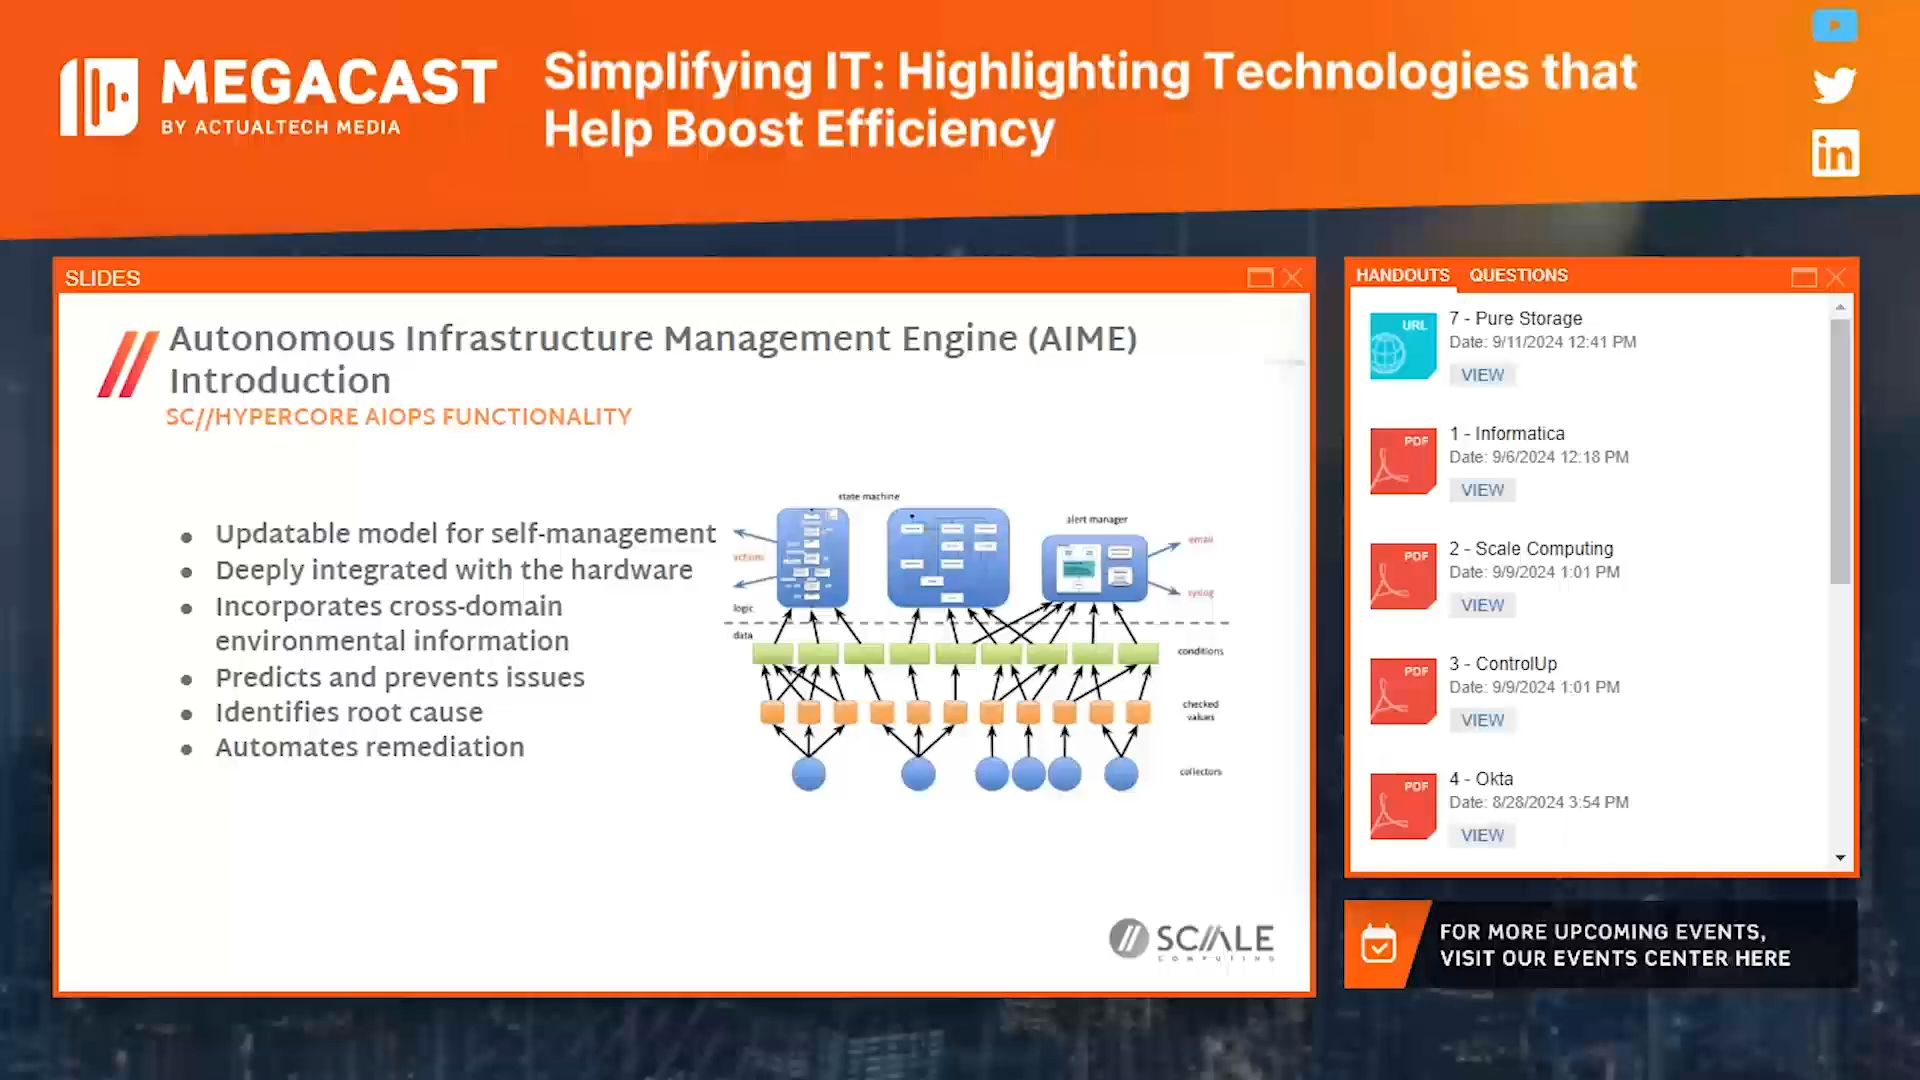 MEGACAST
BY ACTUALTECH MEDIA
Simplifying IT: Highlighting Technologies that
Help Boost Efficiency
SLIDES
Autonomous Infrastructure Management Engine (AIME)
Introduction
SC//HYPERCORE AIOPS FUNCTIONALITY
Updatable model for self-management
Deeply integrated with the hardware
Incorporates cross-domain
environmental information
Predicts and prevents issues
Identifies root cause
Automates remediation
state machine
alert manager
actions
email
syslog
logic
data
conditions
checked
values
collectors
SCALE
COMPUTING
HANDOUTS QUESTIONS
URL
7 - Pure Storage
Date: 9/11/2024 12:41 PM
VIEW
PDF
1 - Informatica
Date: 9/6/2024 12:18 PM
VIEW
PDF
2 - Scale Computing
Date: 9/9/2024 1:01 PM
VIEW
PDF
3 - ControlUp
Date: 9/9/2024 1:01 PM
VIEW
PDF
4 - Okta
Date: 8/28/2024 3:54 PM
VIEW
FOR MORE UPCOMING EVENTS,
VISIT OUR EVENTS CENTER HERE
in